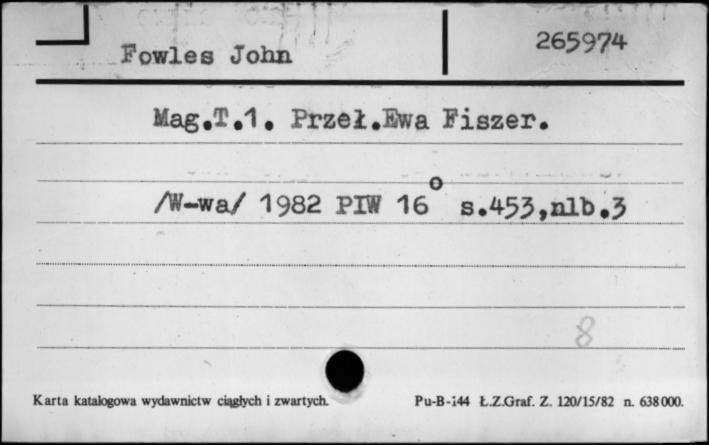 Fowles John 265974
Mag.T.1. Przeł.Ewa Fiszer.
/W-wa/ 1982 PIW 16° s.453,nlb.3
8
Karta katalogowa wydawnictw ciągłych i zwartych. Pu-B-144 Ł.Z.Graf. Z. 120/15/82 n. 638000.